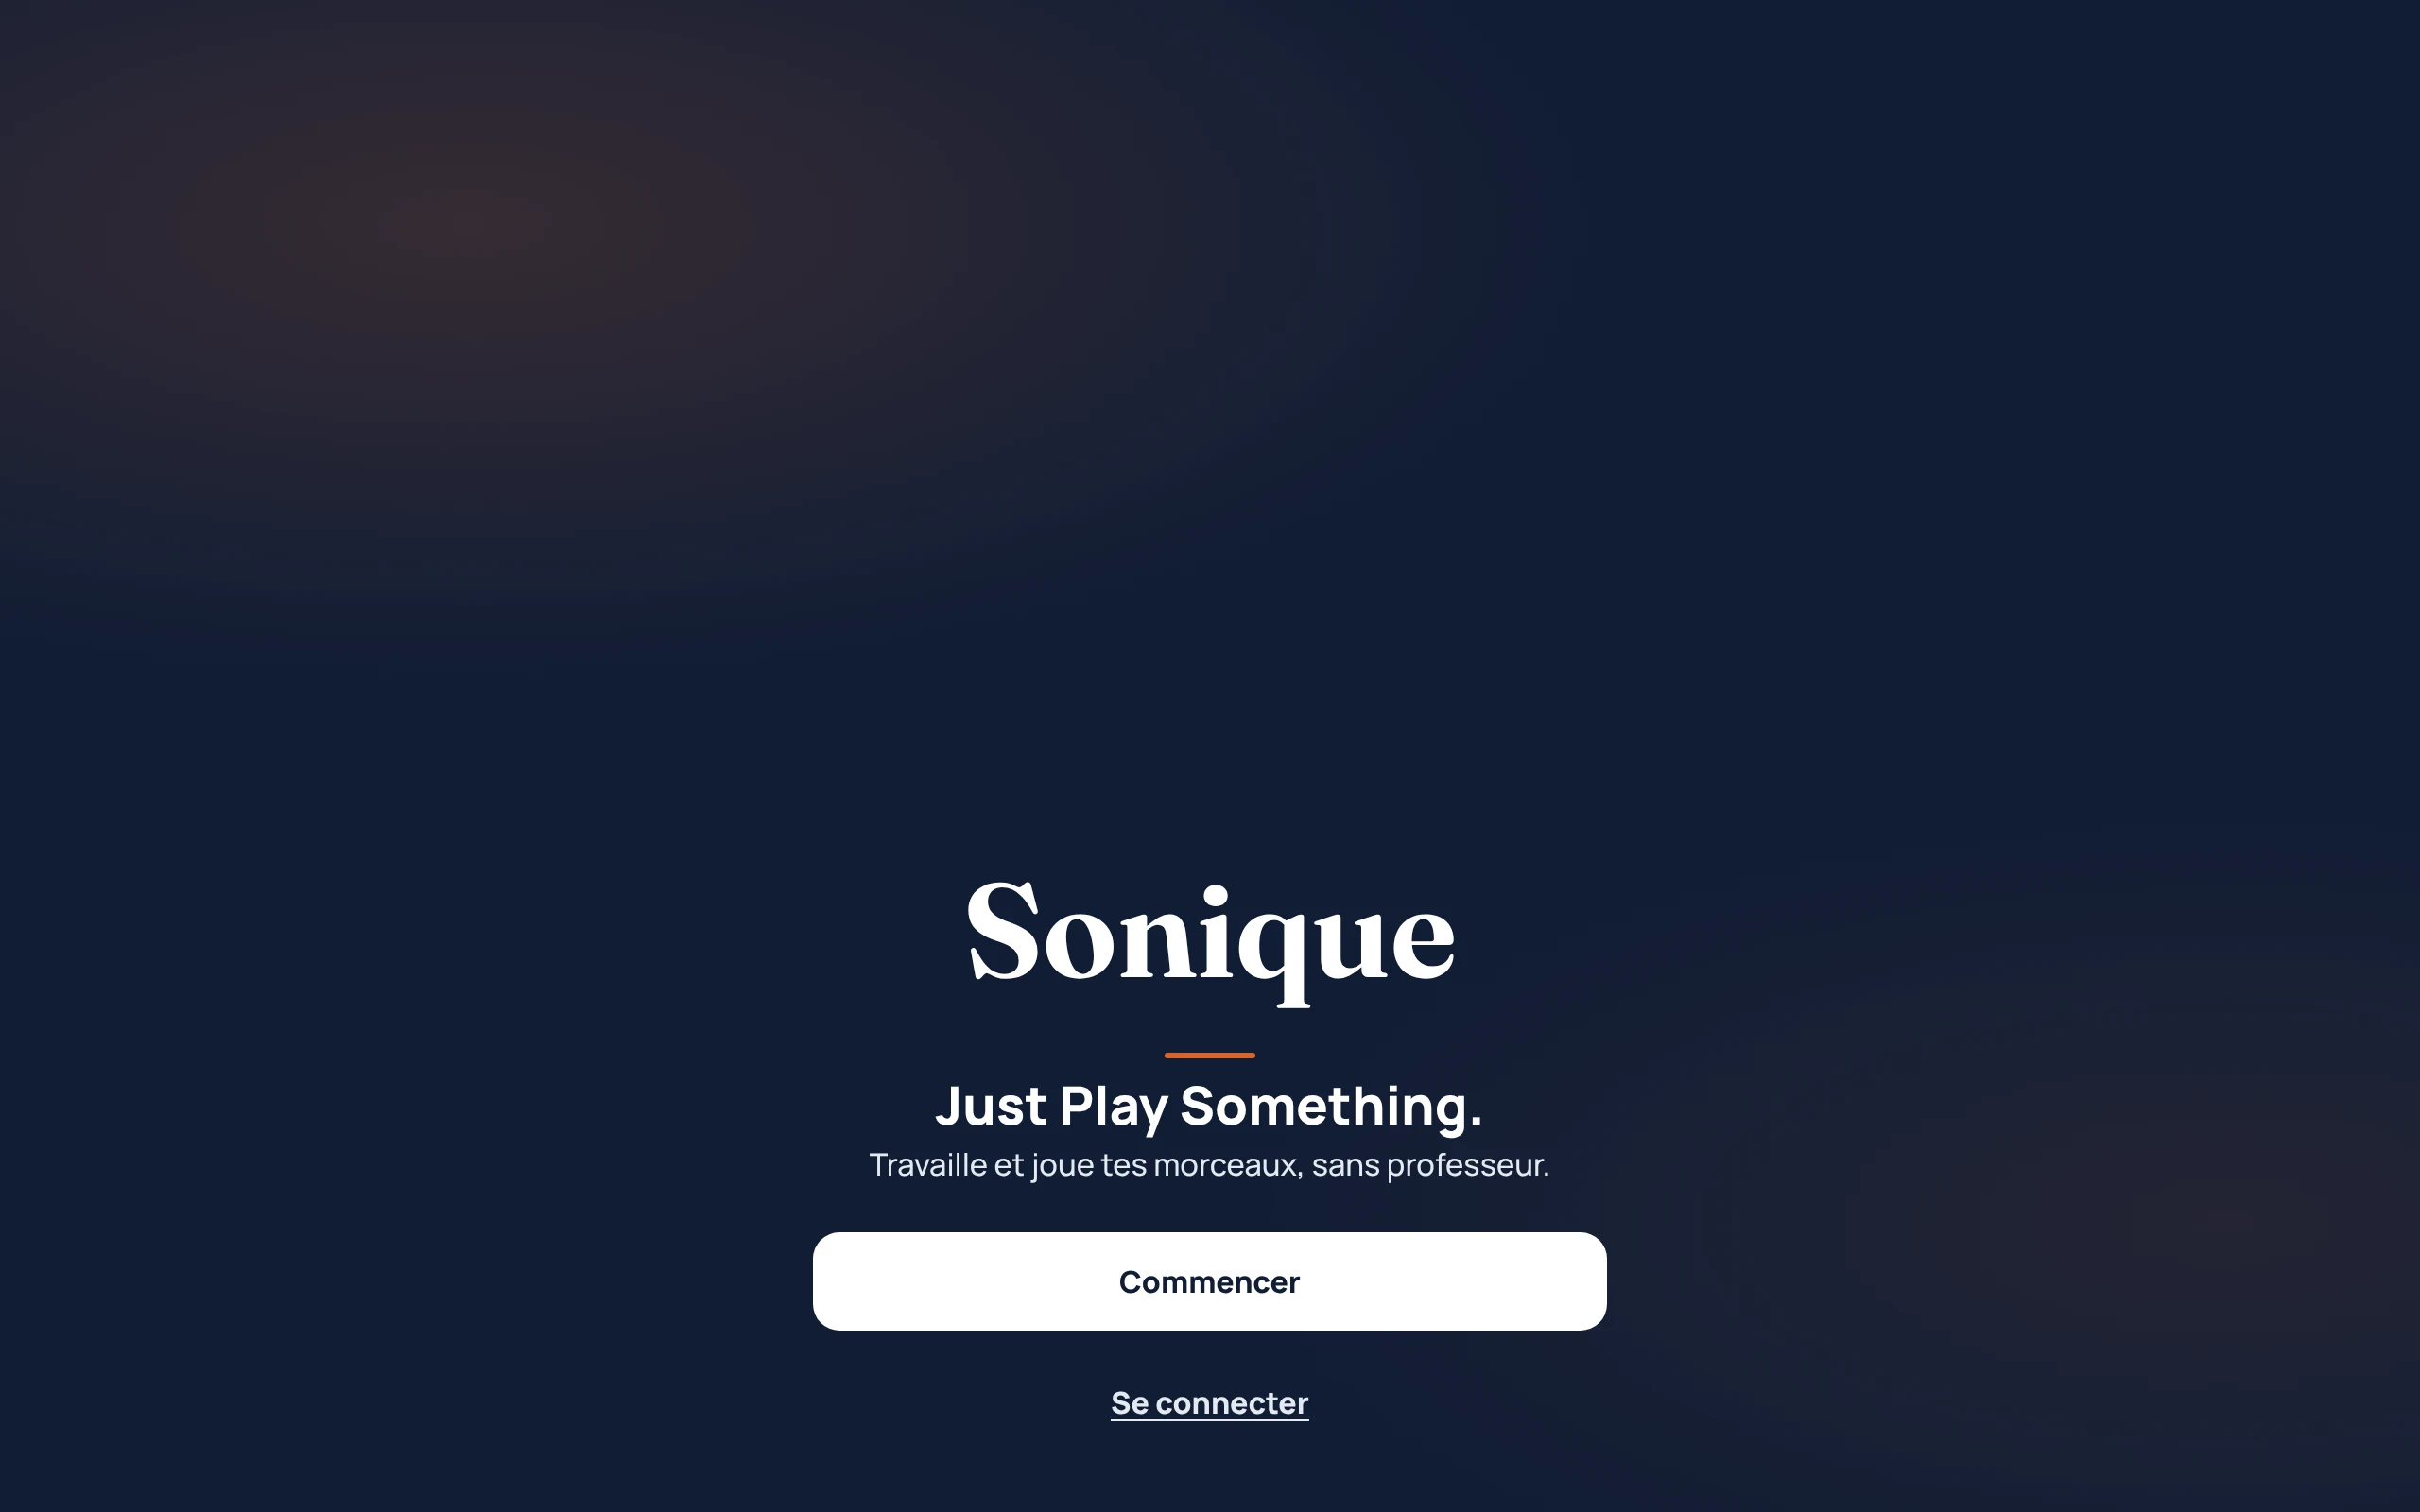 Sonique
Just Play Something.
Travaille et joue tes morceaux, sans professeur.
Commencer
Se connecter